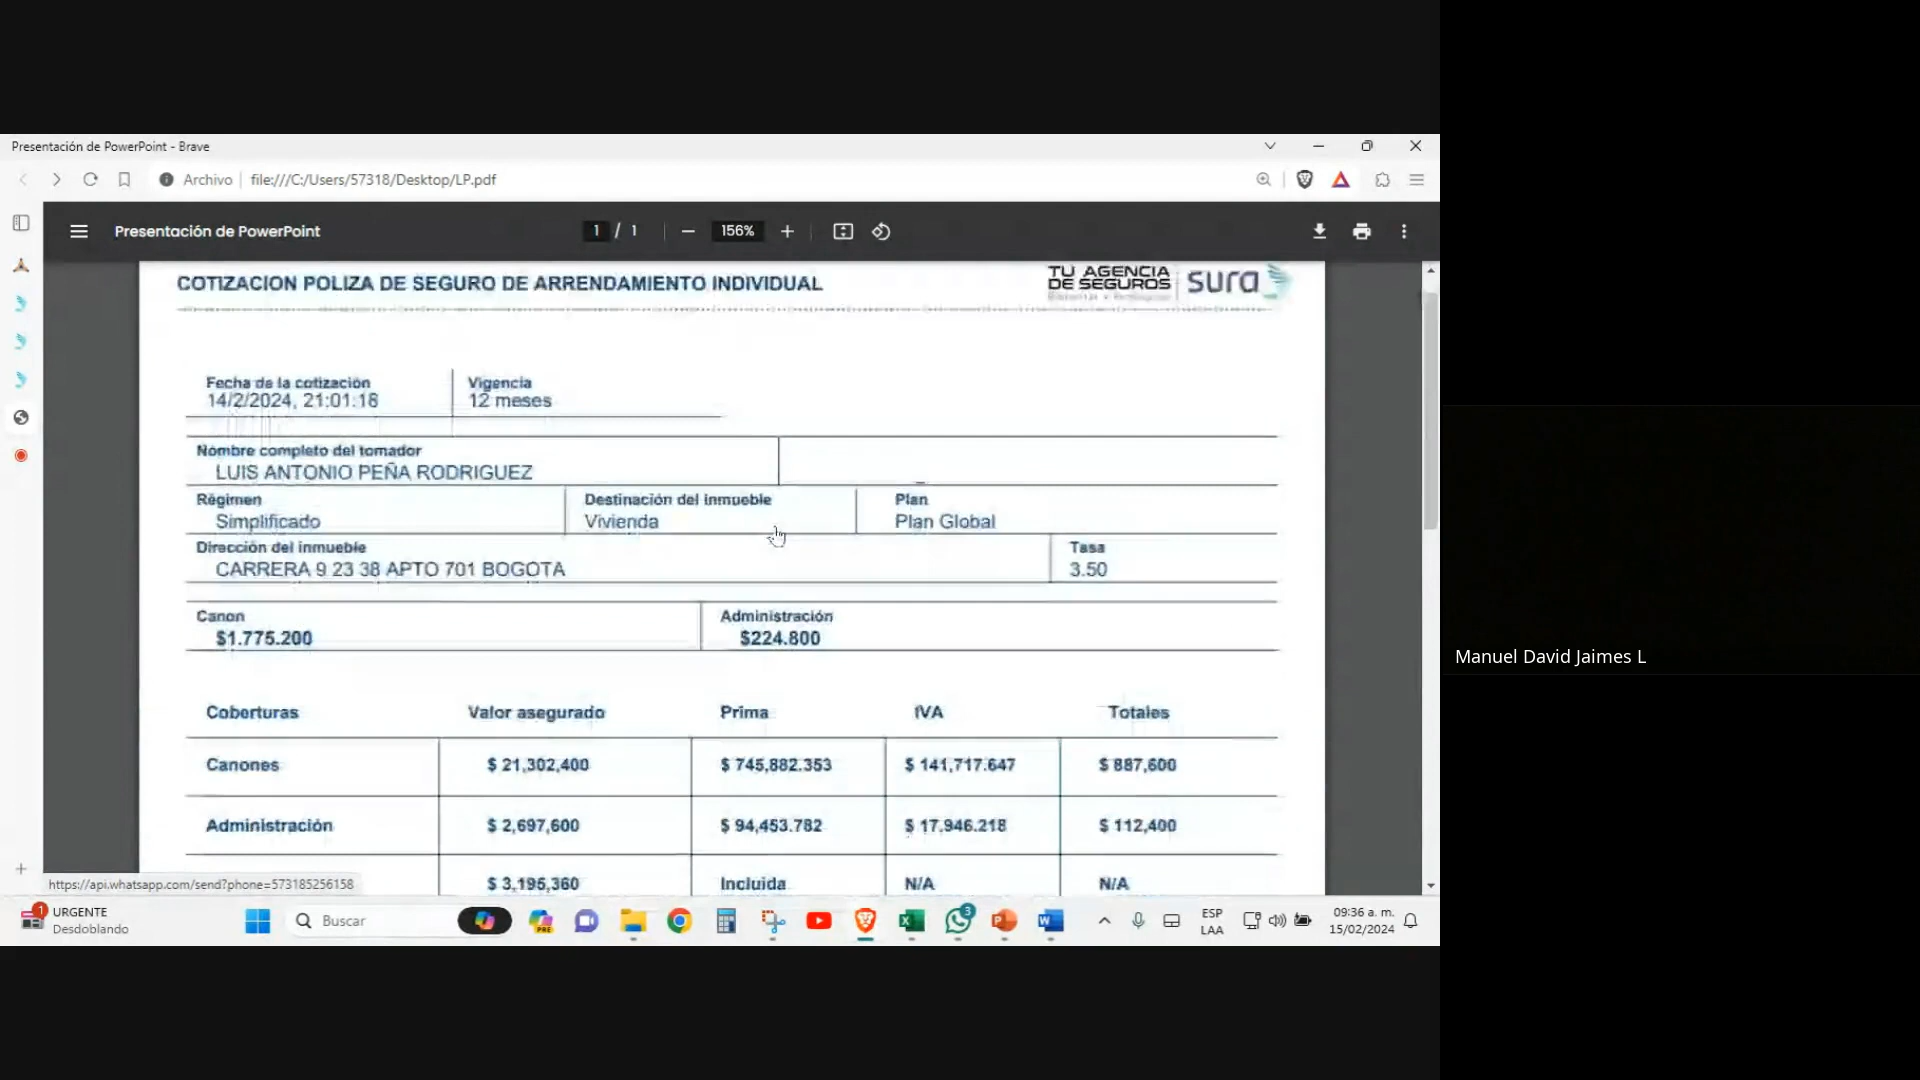 Presentación de PowerPoint - Brave
Archivo
file:///C:/Users/57318/Desktop/LP.pdf
Presentación de PowerPoint
1 / 1
156%
COTIZACION POLIZA DE SEGURO DE ARRENDAMIENTO INDIVIDUAL
TU AGENCIA
DE SEGUROS
sura
Fecha de la cotización
14/2/2024, 21:01:18
Vigencia
12 meses
Nombre completo del tomador
LUIS ANTONIO PEÑA RODRIGUEZ
Régimen
Simplificado
Destinación del inmueble
Vivienda
Plan
Plan Global
Dirección del inmueble
CARRERA 9 23 38 APTO 701 BOGOTA
Tasa
3.50
Canon
$1.775.200
Administración
$224.800
Coberturas Valor asegurado Prima IVA Totales
Canones $ 21,302,400 $ 745,882.353 $ 141,717.647 $ 887,600
Administración $ 2,697,600 $ 94,453.782 $ 17,946.218 $ 112,400
$ 3,195,360 Incluida N/A N/A
https://api.whatsapp.com/send?phone=573185256158
Manuel David Jaimes L
1
URGENTE
Desdoblando
Buscar
PRE
3
ESP
LAA
09:36 a. m.
15/02/2024